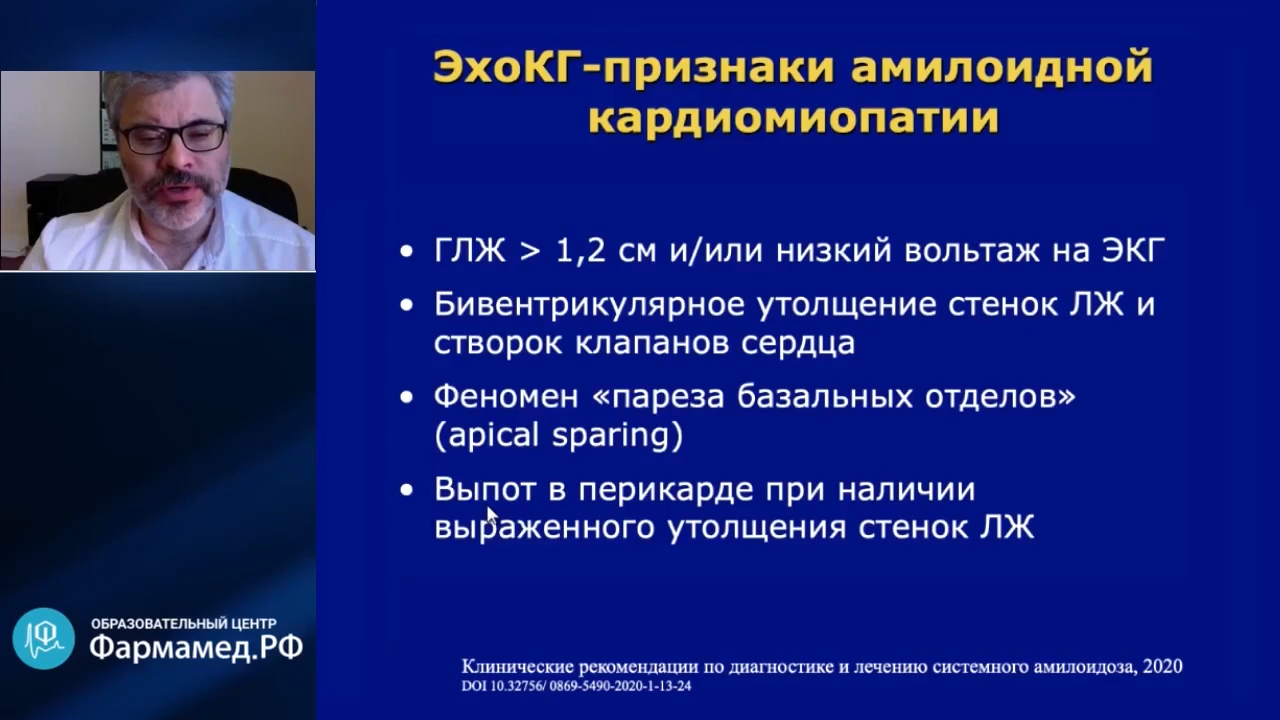 ЭхоКГ-признаки амилоидной
кардиомиопатии
• ГЛЖ > 1,2 см и/или низкий вольтаж на ЭКГ
• Бивентрикулярное утолщение стенок ЛЖ и
створок клапанов сердца
• Феномен «пареза базальных отделов»
(apical sparing)
• Выпот в перикарде при наличии
выраженного утолщения стенок ЛЖ
ОБРАЗОВАТЕЛЬНЫЙ ЦЕНТР
Фармамед.РФ
Клинические рекомендации по диагностике и лечению системного амилоидоза, 2020
DOI 10.32756/ 0869-5490-2020-1-13-24